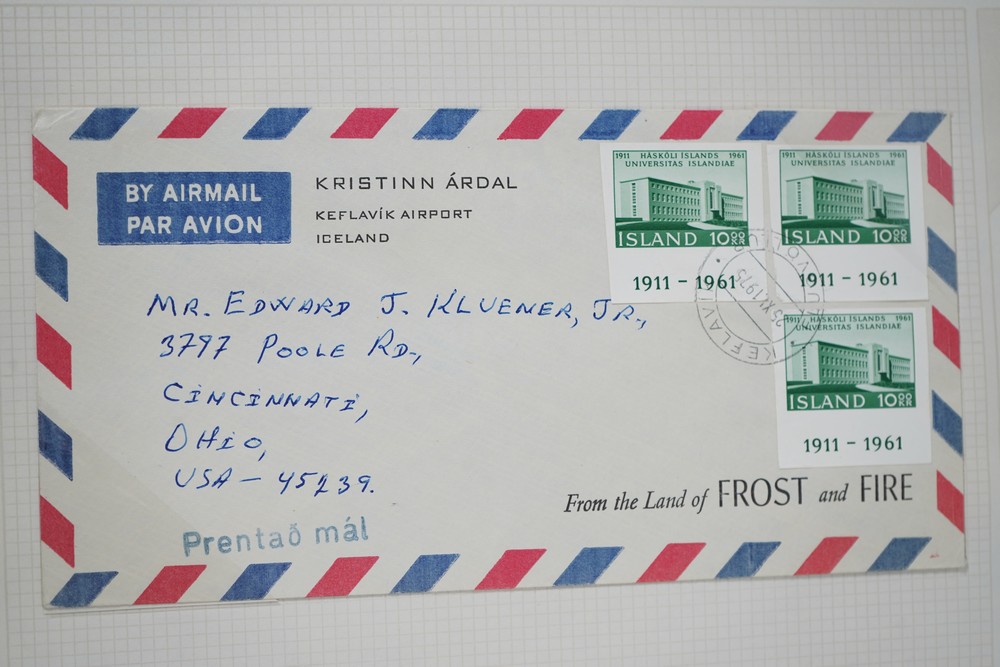 BY AIRMAIL
PAR AVION
KRISTINN ÁRDAL
KEFLAVÍK AIRPORT
ICELAND
1911 HÁSKÓLI ÍSLANDS 1961
UNIVERSITAS ISLANDIAE
ÍSLAND 10 00 KR
1911 – 1961
1911 HÁSKÓLI ÍSLANDS 1961
UNIVERSITAS ISLANDIAE
ÍSLAND 10 00 KR
1911 – 1961
1911 HÁSKÓLI ÍSLANDS 1961
UNIVERSITAS ISLANDIAE
ÍSLAND 10 00 KR
1911 – 1961
MR. EDWARD J. KLUENER, JR.,
3797 POOLE RD.,
CINCINNATI,
OHIO,
USA – 45239.
Prentað mál
From the Land of FROST and FIRE